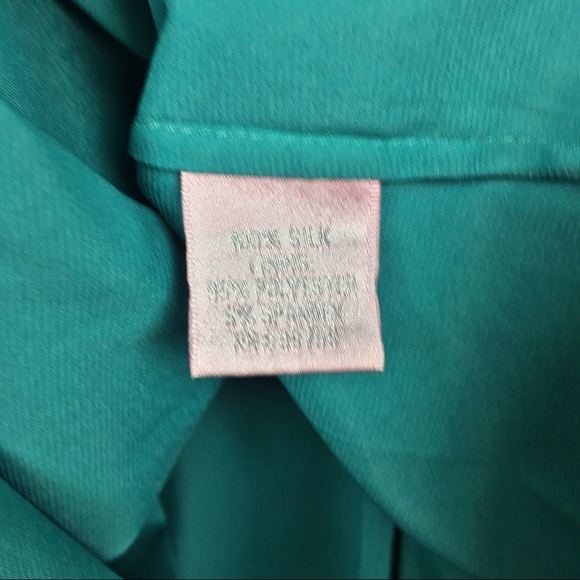 100% SILK
LINING:
95% POLYESTER
5% SPANDEX